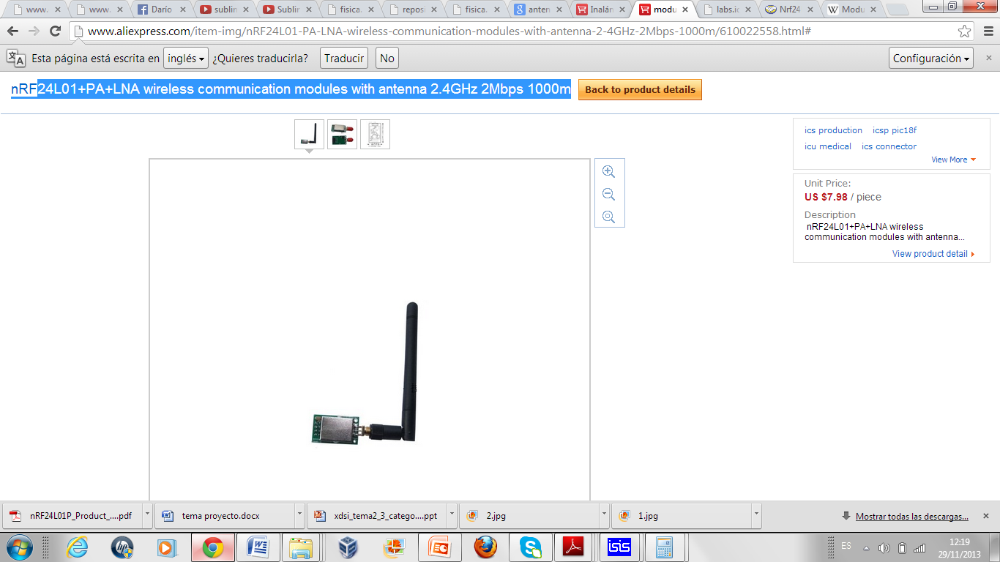 www.
www.
Darío
sublin
Sublin
fisica.
reposi
fisica.
anten
Inalán
modu
labs.ic
Nrf24
Modu
www.aliexpress.com/item-img/nRF24L01-PA-LNA-wireless-communication-modules-with-antenna-2-4GHz-2Mbps-1000m/610022558.html#
Esta página está escrita en inglés ¿Quieres traducirla? Traducir No Configuración
nRF24L01+PA+LNA wireless communication modules with antenna 2.4GHz 2Mbps 1000m Back to product details
ics production icsp pic18f
icu medical ics connector
View More
Unit Price:
US $7.98 / piece
Description
nRF24L01+PA+LNA wireless
communication modules with antenna...
View product detail
nRF24L01P_Product_....pdf
tema proyecto.docx
xdsi_tema2_3_catego....ppt
2.jpg
1.jpg
Mostrar todas las descargas...
ES
12:19
29/11/2013